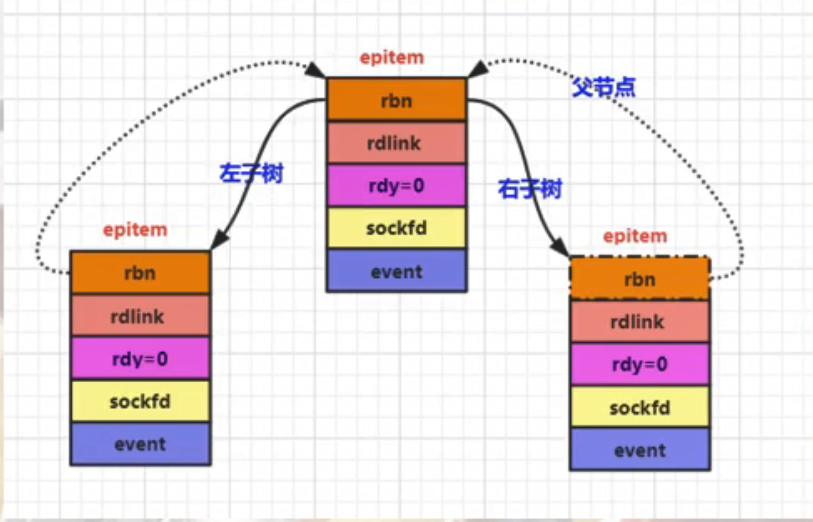 epitem
rbn
rdlink
rdy=0
sockfd
event
父节点
左子树
右子树
epitem
rbn
rdlink
rdy=0
sockfd
event
epitem
rbn
rdlink
rdy=0
sockfd
event